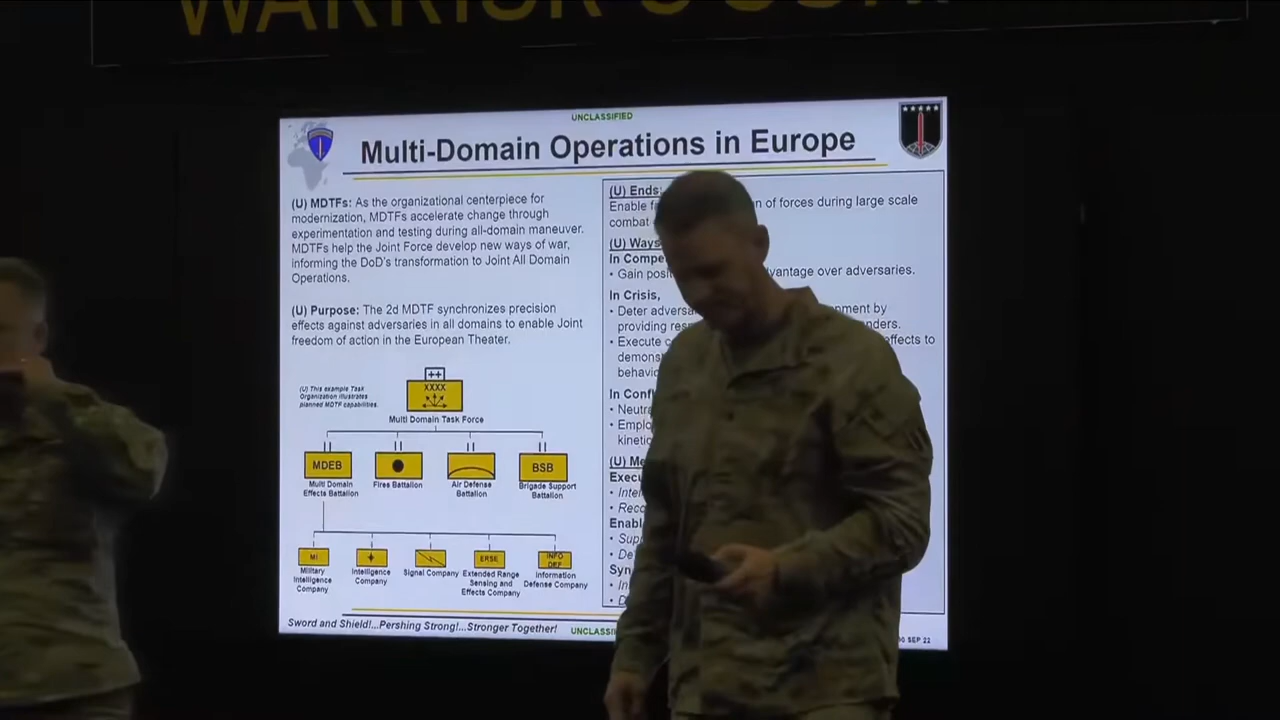 WARRIOR'S
UNCLASSIFIED
Multi-Domain Operations in Europe
(U) MDTFs: As the organizational centerpiece for
modernization, MDTFs accelerate change through
experimentation and testing during all-domain maneuver.
MDTFs help the Joint Force develop new ways of war,
informing the DoD's transformation to Joint All Domain
Operations.
(U) Purpose: The 2d MDTF synchronizes precision
effects against adversaries in all domains to enable Joint
freedom of action in the European Theater.
(U) This example Task
Organization illustrates
planned MDTF capabilities.
++
XXXX
Multi Domain Task Force
MDEB
BSB
Multi Domain
Effects Battalion
Fires Battalion
Air Defense
Battalion
Brigade Support
Battalion
MI
ERSE
INFO
DEF
Military
Intelligence
Company
Intelligence
Company
Signal Company
Extended Range
Sensing and
Effects Company
Information
Defense Company
(U) Ends:
Enable f n of forces during large scale
combat
(U) Ways
In Compe
• Gain posit vantage over adversaries.
In Crisis,
• Deter adversa nment by
providing res nders.
• Execute c effects to
demons
behavio
In Confl
• Neutra
• Emplo
kinetic
(U) Me
Execu
• Intel
• Reco
Enabl
• Supp
• De
Syn
• In
• D
Sword and Shield!...Pershing Strong!...Stronger Together!
UNCLASSIFI
30 SEP 22